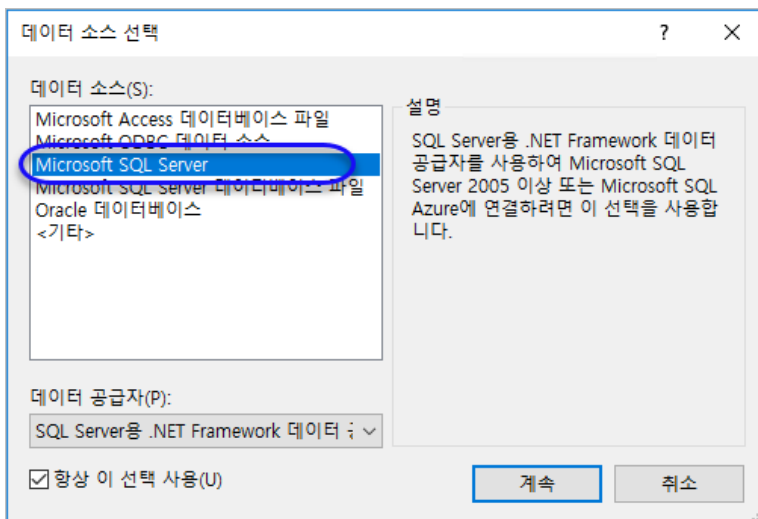 데이터 소스 선택
데이터 소스(S):
Microsoft Access 데이터베이스 파일
Microsoft ODBC 데이터 소스
Microsoft SQL Server
Microsoft SQL Server 데이터베이스 파일
Oracle 데이터베이스
<기타>
설명
SQL Server용 .NET Framework 데이터
공급자를 사용하여 Microsoft SQL
Server 2005 이상 또는 Microsoft SQL
Azure에 연결하려면 이 선택을 사용합
니다.
데이터 공급자(P):
SQL Server용 .NET Framework 데이터
항상 이 선택 사용(U)
계속
취소